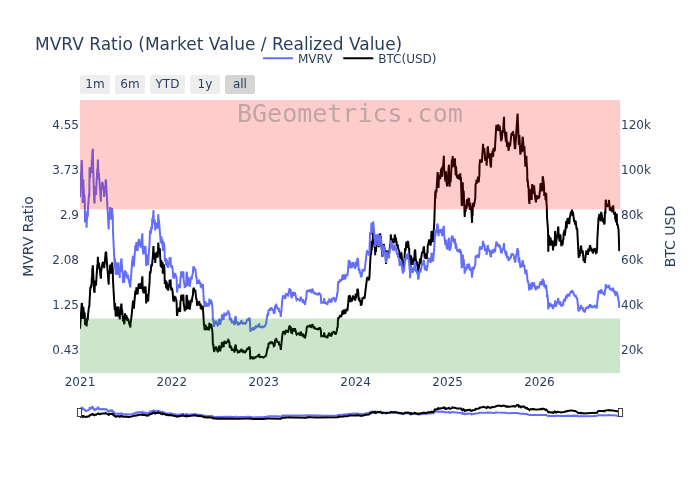 MVRV Ratio (Market Value / Realized Value)
MVRV
BTC(USD)
1m
6m
YTD
1y
all
BGeometrics.com
4.55
3.73
2.9
2.08
1.25
0.43
MVRV Ratio
120k
100k
80k
60k
40k
20k
BTC USD
2021
2022
2023
2024
2025
2026